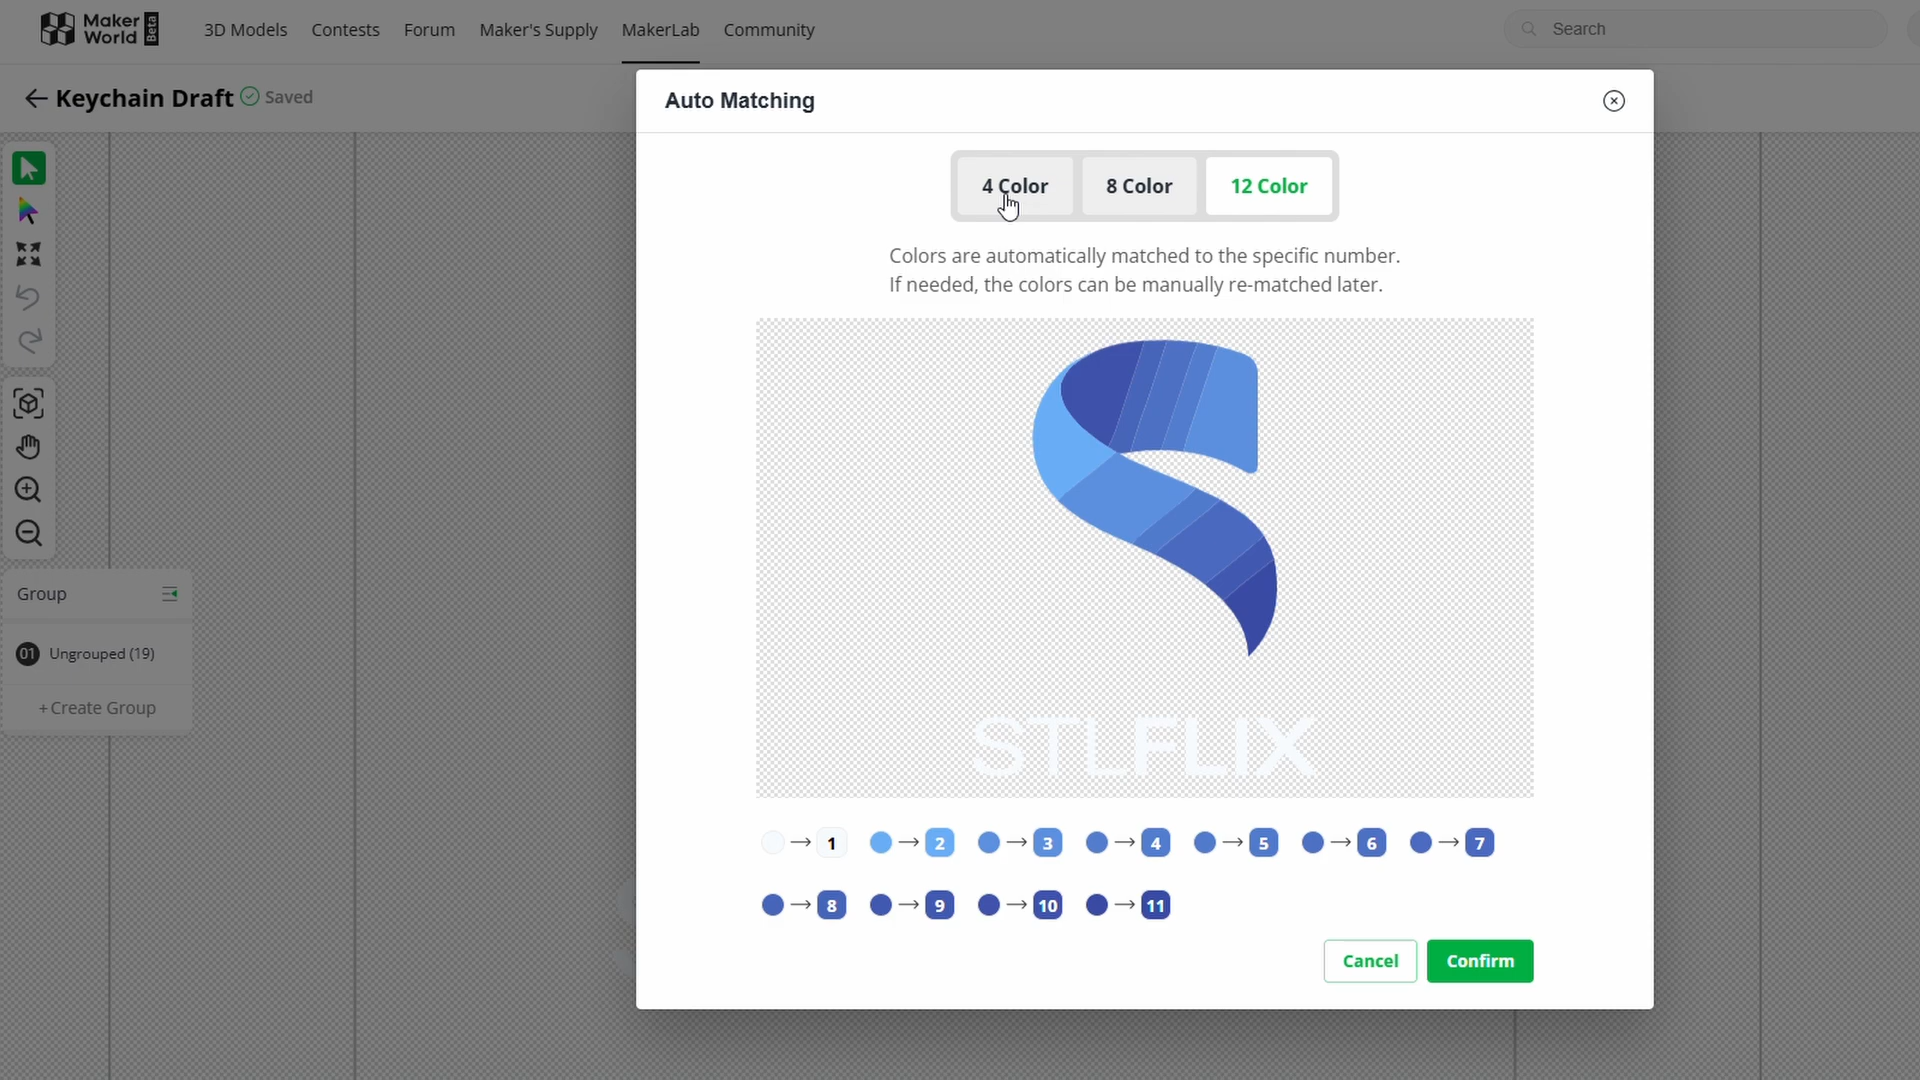 Maker World Beta
3D Models Contests Forum Maker's Supply MakerLab Community
Search
Keychain Draft Saved
Auto Matching
4 Color 8 Color 12 Color
Colors are automatically matched to the specific number.
If needed, the colors can be manually re-matched later.
Group
01 Ungrouped (19)
+ Create Group
STLFLIX
1 2 3 4 5 6 7
8 9 10 11
Cancel Confirm